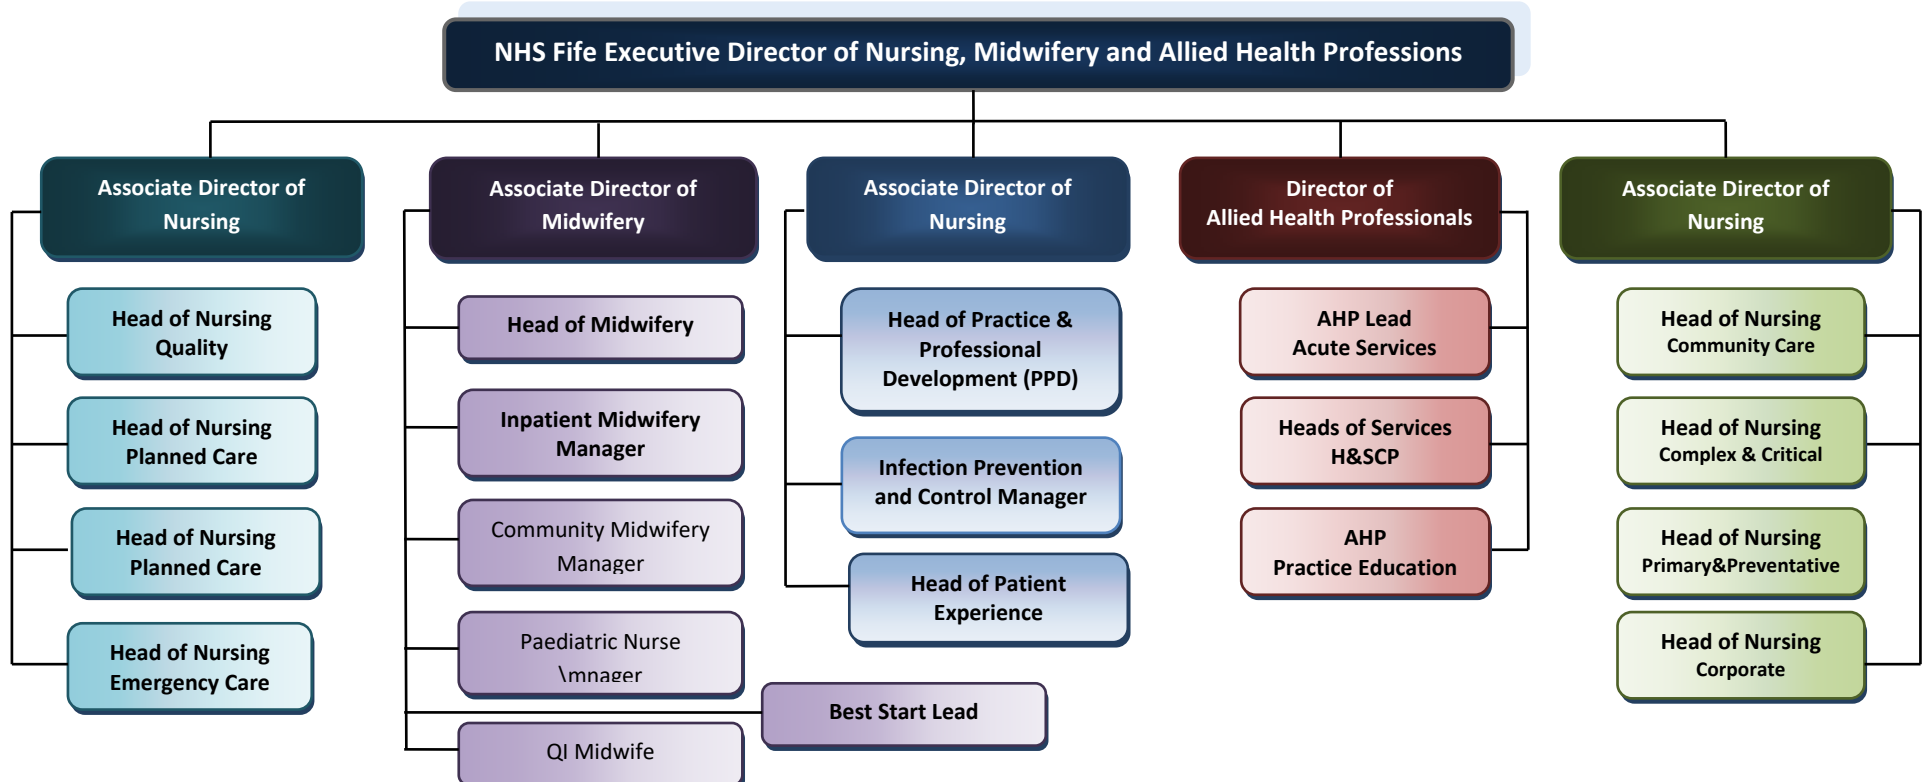 NHS Fife Executive Director of Nursing, Midwifery and Allied Health Professions
Associate Director of
Nursing
Associate Director of
Midwifery
Associate Director of
Nursing
Director of
Allied Health Professionals
Associate Director of
Nursing
Head of Nursing
Quality
Head of Nursing
Planned Care
Head of Nursing
Planned Care
Head of Nursing
Emergency Care
Head of Midwifery
Inpatient Midwifery
Manager
Community Midwifery
Manager
Paediatric Nurse
\mnager
Best Start Lead
QI Midwife
Head of Practice &
Professional
Development (PPD)
Infection Prevention
and Control Manager
Head of Patient
Experience
AHP Lead
Acute Services
Heads of Services
H&SCP
AHP
Practice Education
Head of Nursing
Community Care
Head of Nursing
Complex & Critical
Head of Nursing
Primary&Preventative
Head of Nursing
Corporate